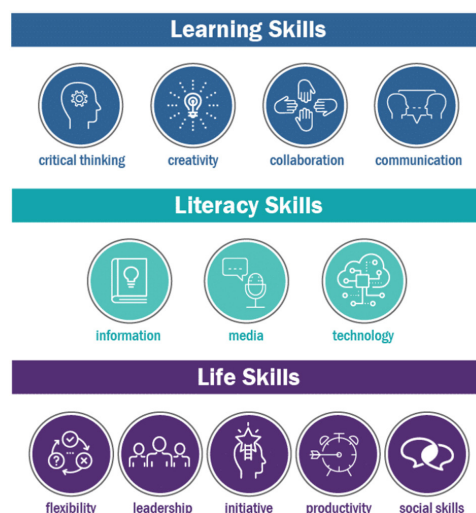 Learning Skills
critical thinking creativity collaboration communication
Literacy Skills
information media technology
Life Skills
flexibility leadership initiative productivity social skills